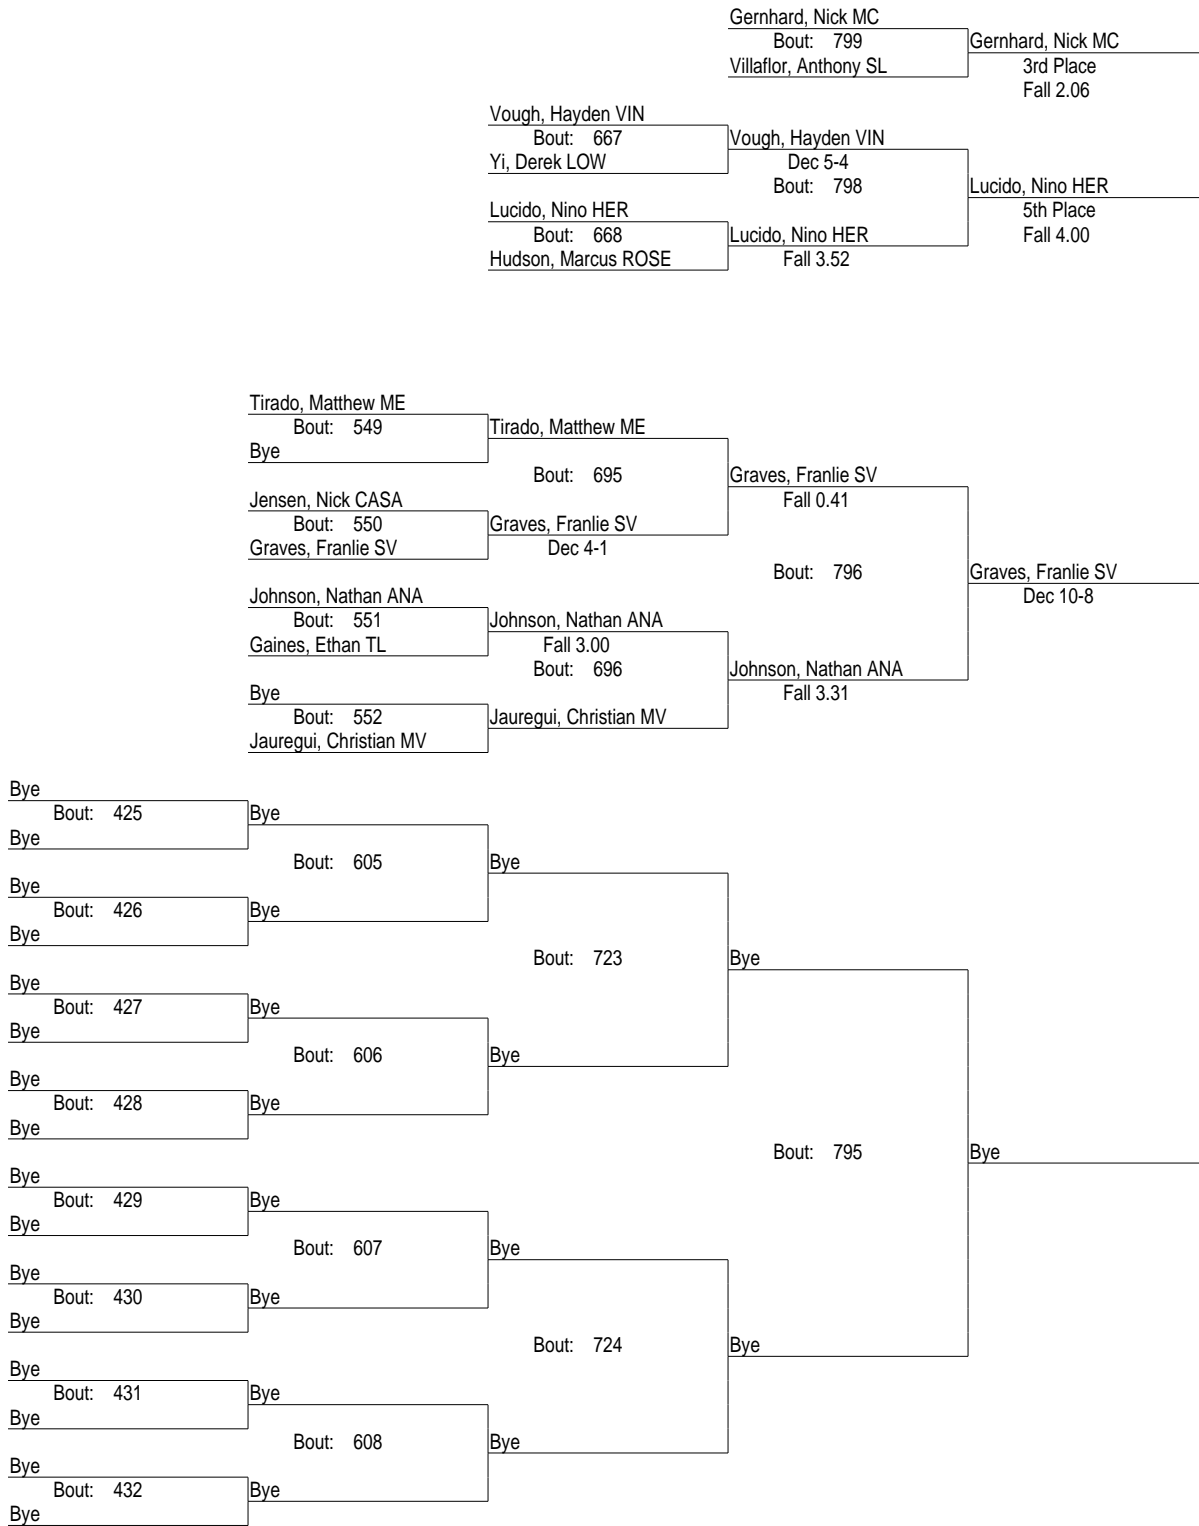 Gernhard, Nick MC
Bout: 799
Gernhard, Nick MC
Villaflor, Anthony SL
3rd Place
Fall 2.06
Vough, Hayden VIN
Bout: 667
Vough, Hayden VIN
Yi, Derek LOW
Dec 5-4
Bout: 798
Lucido, Nino HER
Lucido, Nino HER
5th Place
Bout: 668
Lucido, Nino HER
Fall 4.00
Hudson, Marcus ROSE
Fall 3.52
Tirado, Matthew ME
Bout: 549
Tirado, Matthew ME
Bye
Bout: 695
Graves, Franlie SV
Jensen, Nick CASA
Fall 0.41
Bout: 550
Graves, Franlie SV
Graves, Franlie SV
Dec 4-1
Bout: 796
Graves, Franlie SV
Johnson, Nathan ANA
Dec 10-8
Bout: 551
Johnson, Nathan ANA
Gaines, Ethan TL
Fall 3.00
Bout: 696
Johnson, Nathan ANA
Bye
Fall 3.31
Bout: 552
Jauregui, Christian MV
Jauregui, Christian MV
Bye
Bout: 425
Bye
Bye
Bout: 605
Bye
Bye
Bout: 426
Bye
Bye
Bout: 723
Bye
Bye
Bout: 427
Bye
Bye
Bout: 606
Bye
Bye
Bout: 428
Bye
Bye
Bout: 795
Bye
Bye
Bout: 429
Bye
Bye
Bout: 607
Bye
Bye
Bout: 430
Bye
Bye
Bout: 724
Bye
Bye
Bout: 431
Bye
Bye
Bout: 608
Bye
Bye
Bout: 432
Bye
Bye